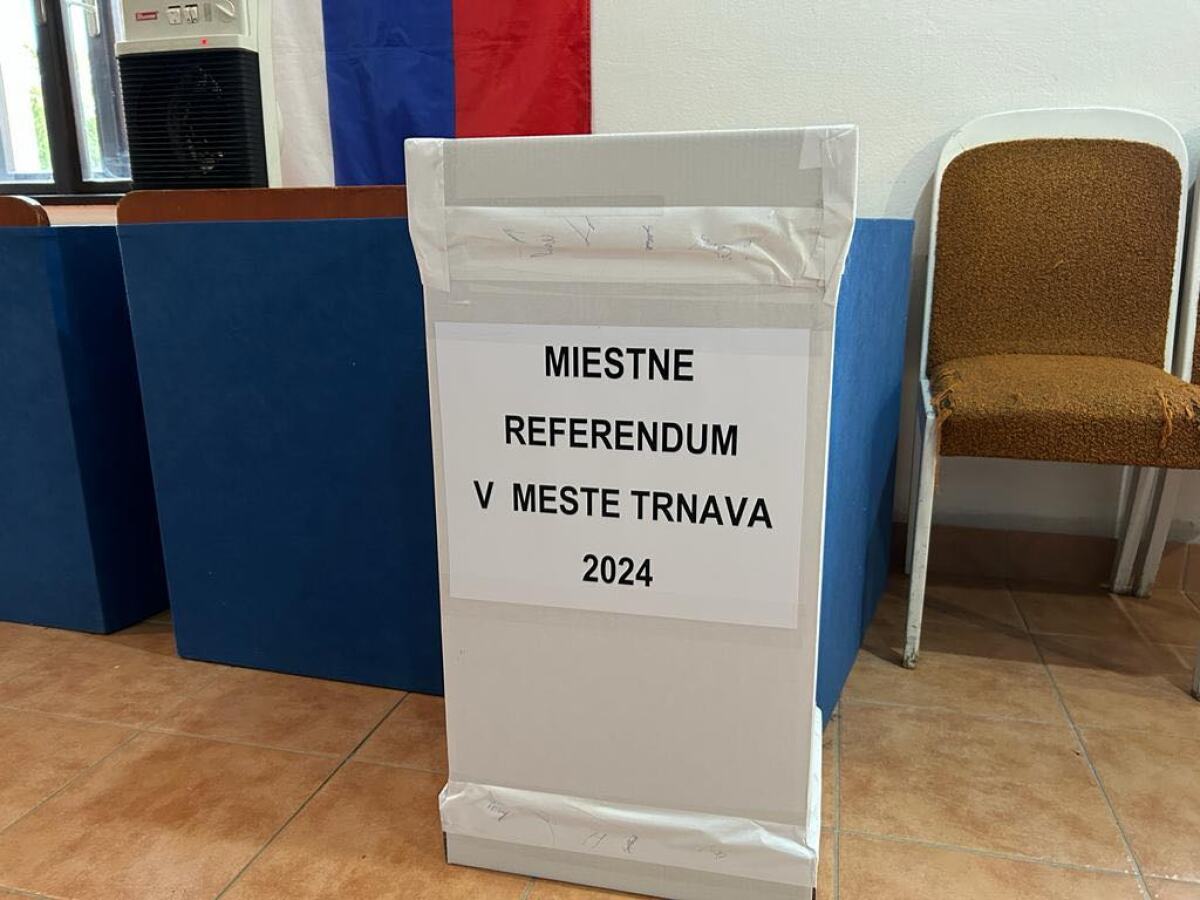 MIESTNE
REFERENDUM
V MESTE TRNAVA
2024